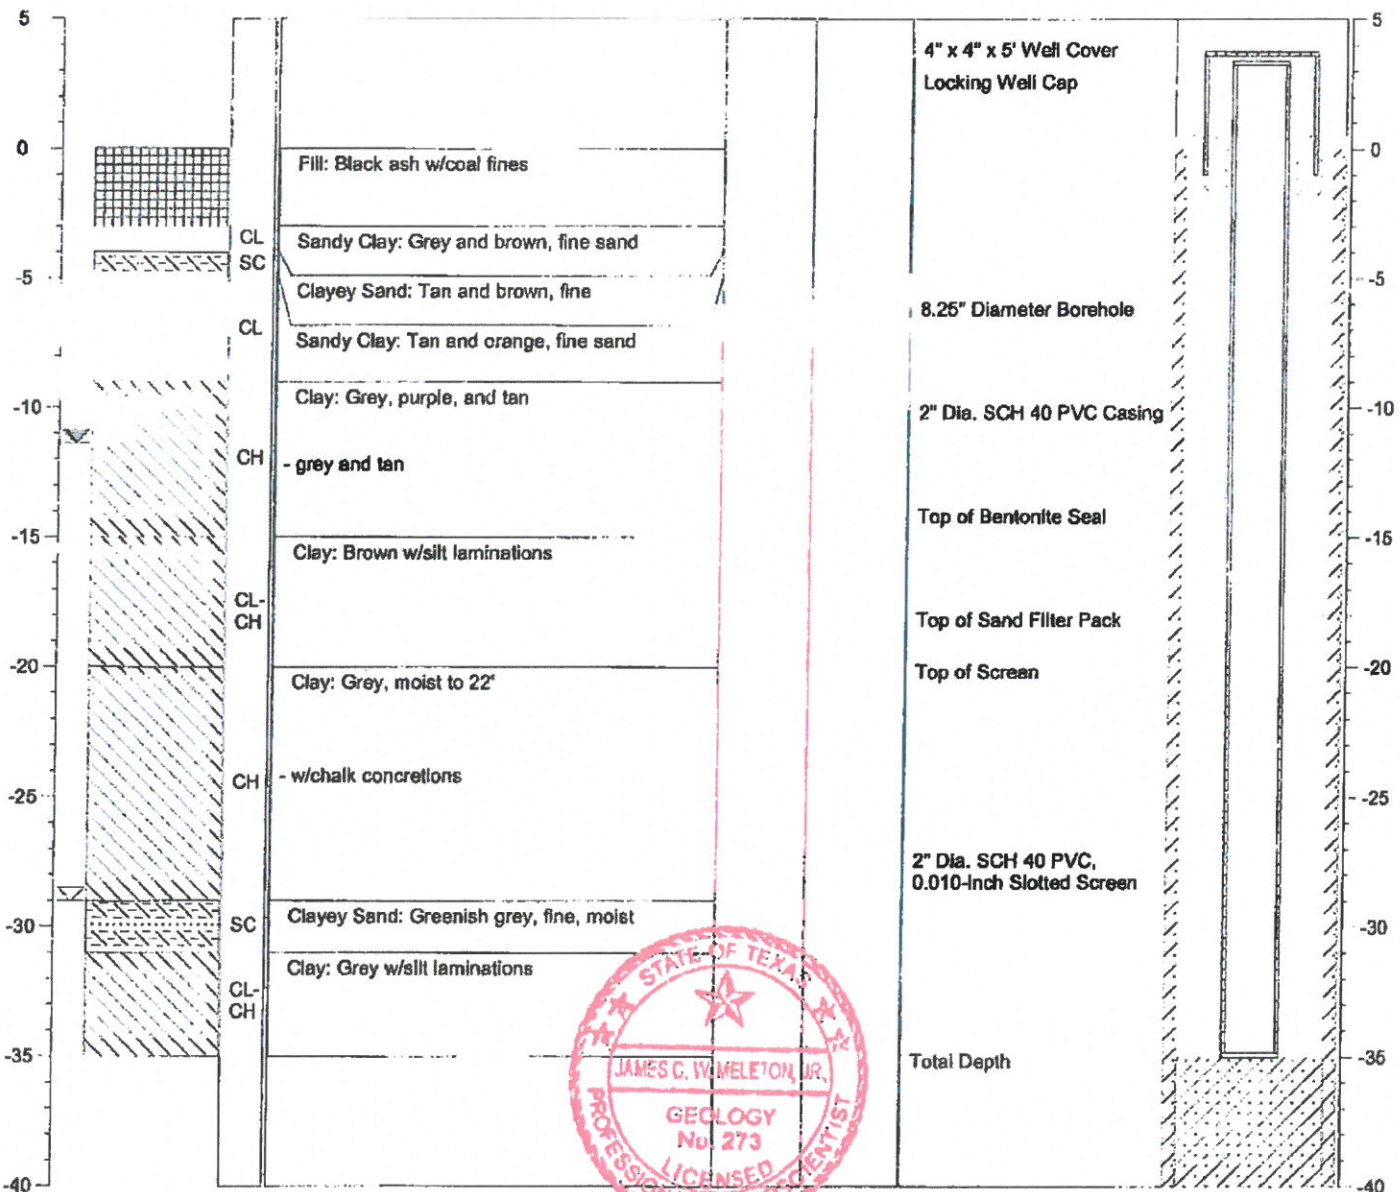 5
0
-5
-10
-15
-20
-25
-30
-35
-40
CL
SC
CL
CH
CL-
CH
CH
SC
CL-
CH
Fill: Black ash w/coal fines
Sandy Clay: Grey and brown, fine sand
Clayey Sand: Tan and brown, fine
Sandy Clay: Tan and orange, fine sand
Clay: Grey, purple, and tan
- grey and tan
Clay: Brown w/silt laminations
Clay: Grey, moist to 22'
- w/chalk concretions
Clayey Sand: Greenish grey, fine, moist
Clay: Grey w/silt laminations
4" x 4" x 5' Well Cover
Locking Well Cap
8.25" Diameter Borehole
2" Dia. SCH 40 PVC Casing
Top of Bentonite Seal
Top of Sand Filter Pack
Top of Screen
2" Dia. SCH 40 PVC,
0.010-Inch Slotted Screen
Total Depth
5
0
-5
-10
-15
-20
-25
-30
-35
-40
STATE OF TEXAS
JAMES C. W. MELETON, JR.
GEOLOGY
No. 273
LICENSED